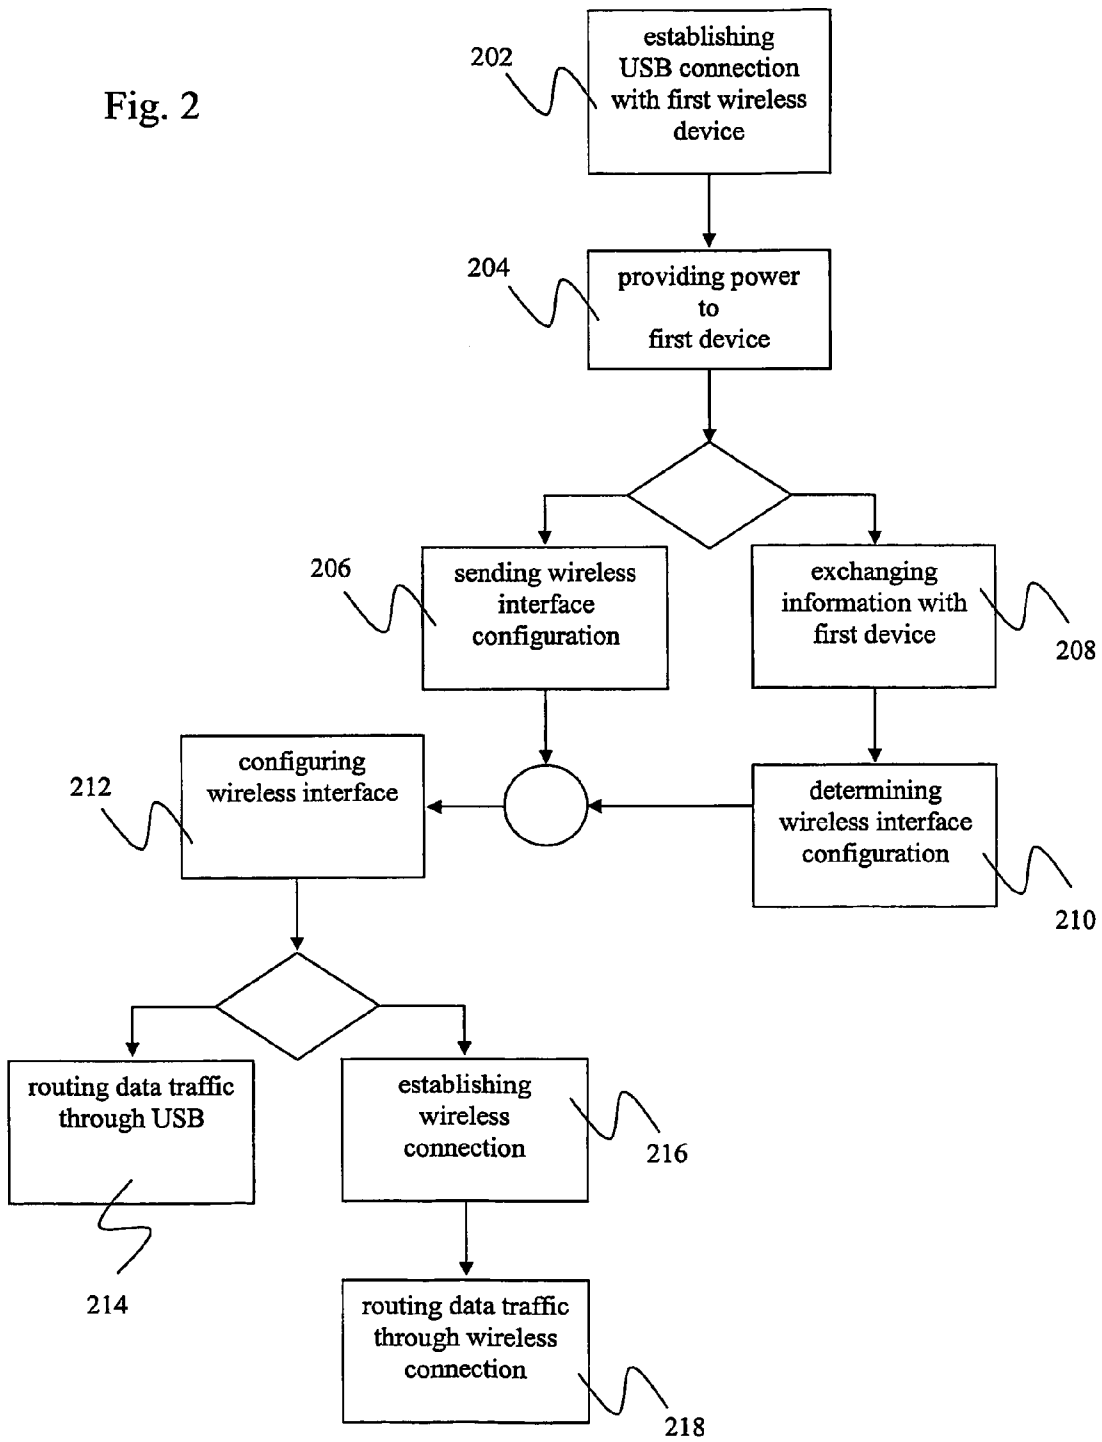 Fig. 2
202
establishing
USB connection
with first wireless
device
204
providing power
to
first device
206
sending wireless
interface
configuration
exchanging
information with
first device
208
212
configuring
wireless interface
determining
wireless interface
configuration
210
routing data traffic
through USB
214
establishing
wireless
connection
216
routing data traffic
through wireless
connection
218